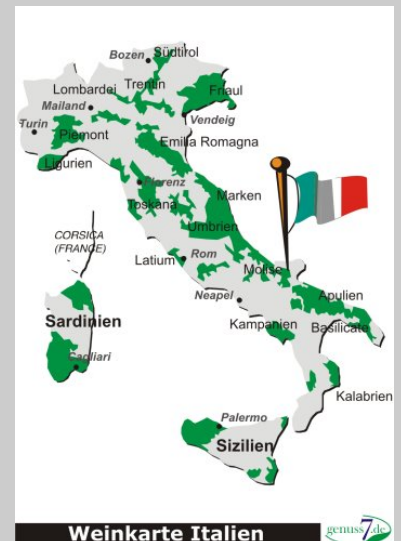 Bozen
Südtirol
Lombardei
Trentin
Friaul
Mailand
Vendeig
Turin
Piemont
Emilia Romagna
Ligurien
Florenz
Toskana
Marken
Umbrien
CORSICA
(FRANCE)
Latium
Rom
Molise
Neapel
Apulien
Sardinien
Kampanien
Basilicate
Cagliari
Kalabrien
Palermo
Sizilien
Weinkarte Italien
genuss7.de